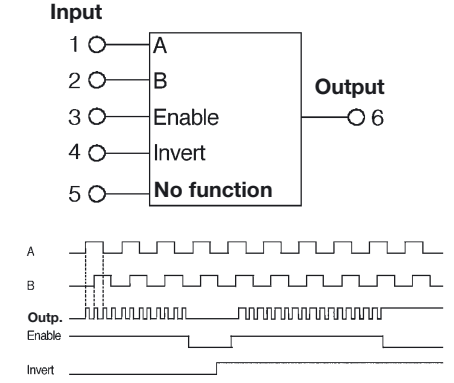 Input
1 A
2 B
Output
3 Enable 6
4 Invert
5 No function
A
B
Outp.
Enable
Invert